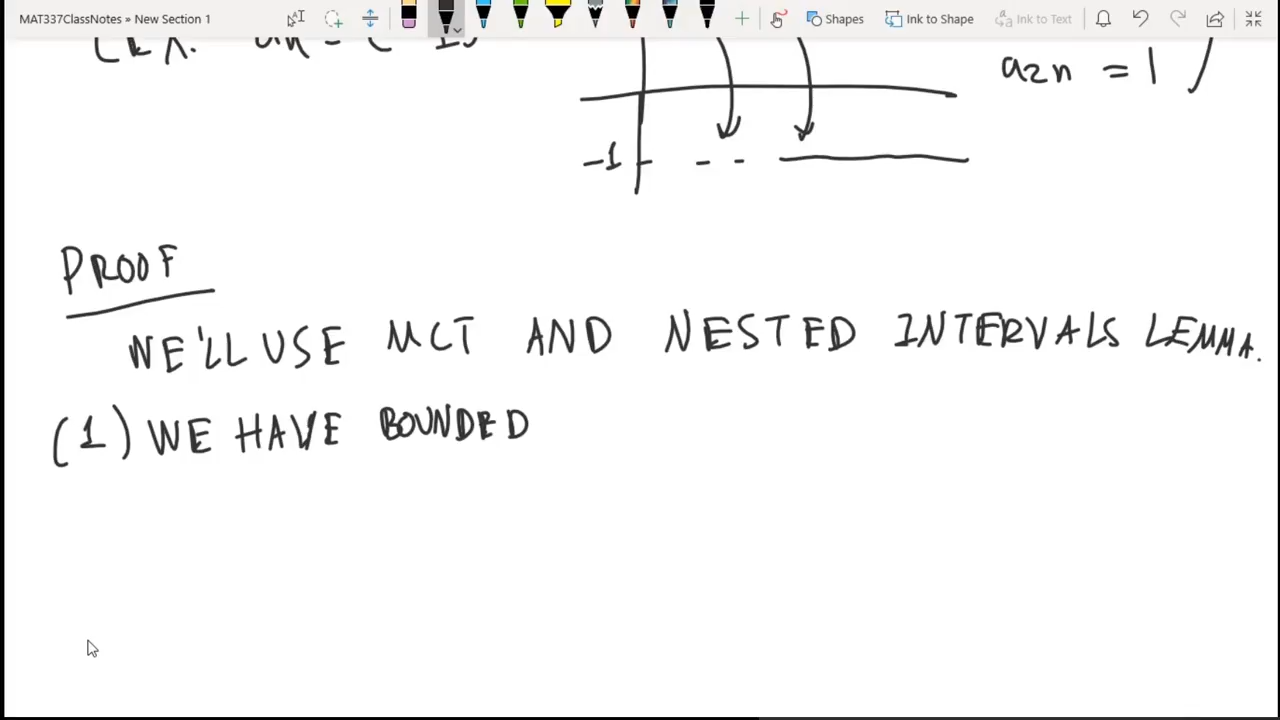 MAT337ClassNotes » New Section 1
Shapes
Ink to Shape
Ink to Text
a2n = 1
-1
PROOF
WE'LL USE MCT AND NESTED INTERVALS LEMMA.
(1) WE HAVE BOUNDED